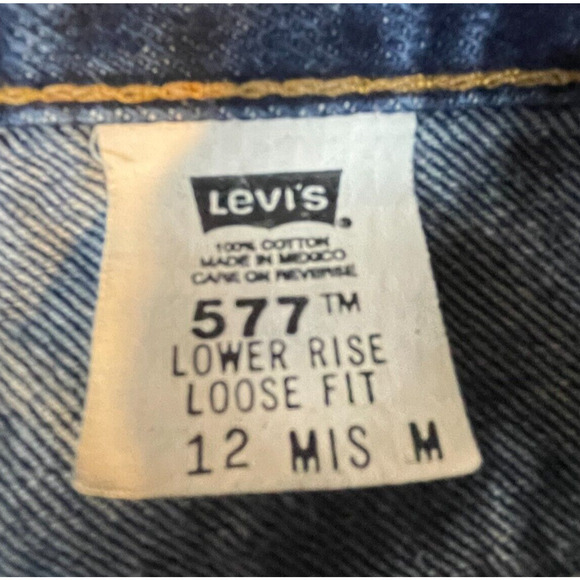 Levi's ®
100% COTTON
MADE IN MEXICO
CARE ON REVERSE
577™
LOWER RISE
LOOSE FIT
12 MIS M